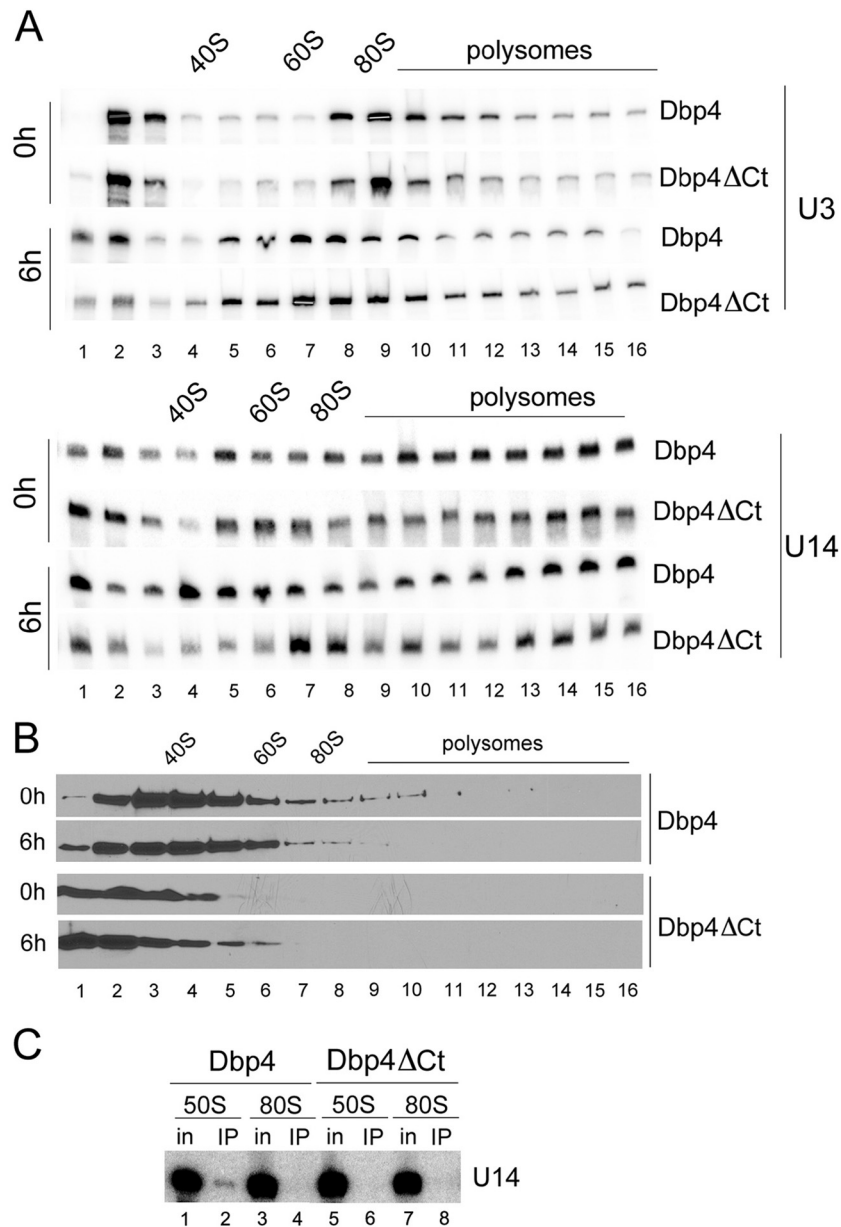 A
40S 60S 80S polysomes
0h
Dbp4
Dbp4ΔCt
6h
Dbp4
Dbp4ΔCt
U3
1 2 3 4 5 6 7 8 9 10 11 12 13 14 15 16
40S 60S 80S polysomes
0h
Dbp4
Dbp4ΔCt
6h
Dbp4
Dbp4ΔCt
U14
1 2 3 4 5 6 7 8 9 10 11 12 13 14 15 16
B
40S 60S 80S polysomes
0h
6h
Dbp4
0h
6h
Dbp4ΔCt
1 2 3 4 5 6 7 8 9 10 11 12 13 14 15 16
C
Dbp4 Dbp4ΔCt
50S 80S 50S 80S
in IP in IP in IP in IP
U14
1 2 3 4 5 6 7 8